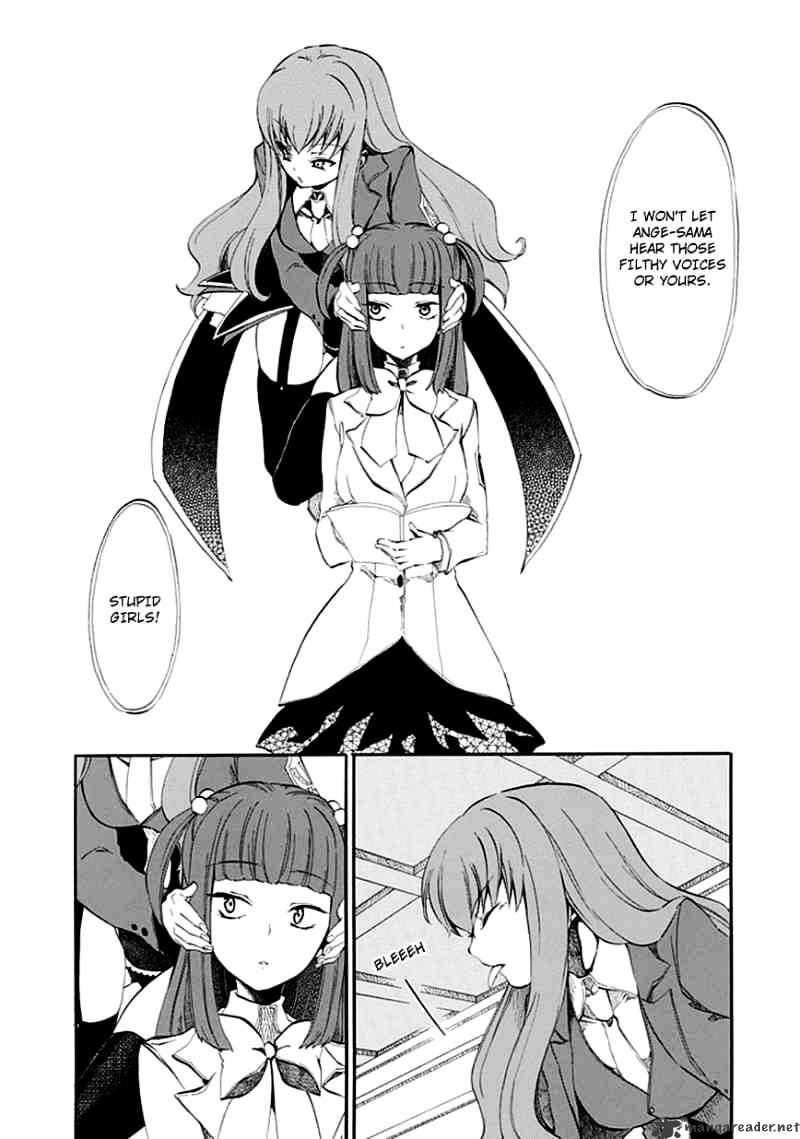 I WON'T LET
ANGE-SAMA
HEAR THOSE
FILTHY VOICES
OR YOURS.
STUPID
GIRLS!
BLEEEH
mangareader.net